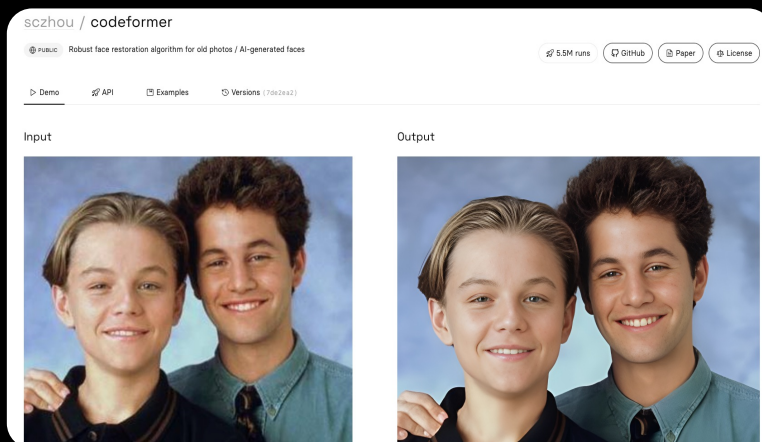 sczhou / codeformer
PUBLIC Robust face restoration algorithm for old photos / AI-generated faces
5.5M runs GitHub Paper License
Demo API Examples Versions (7de2ea2)
Input Output